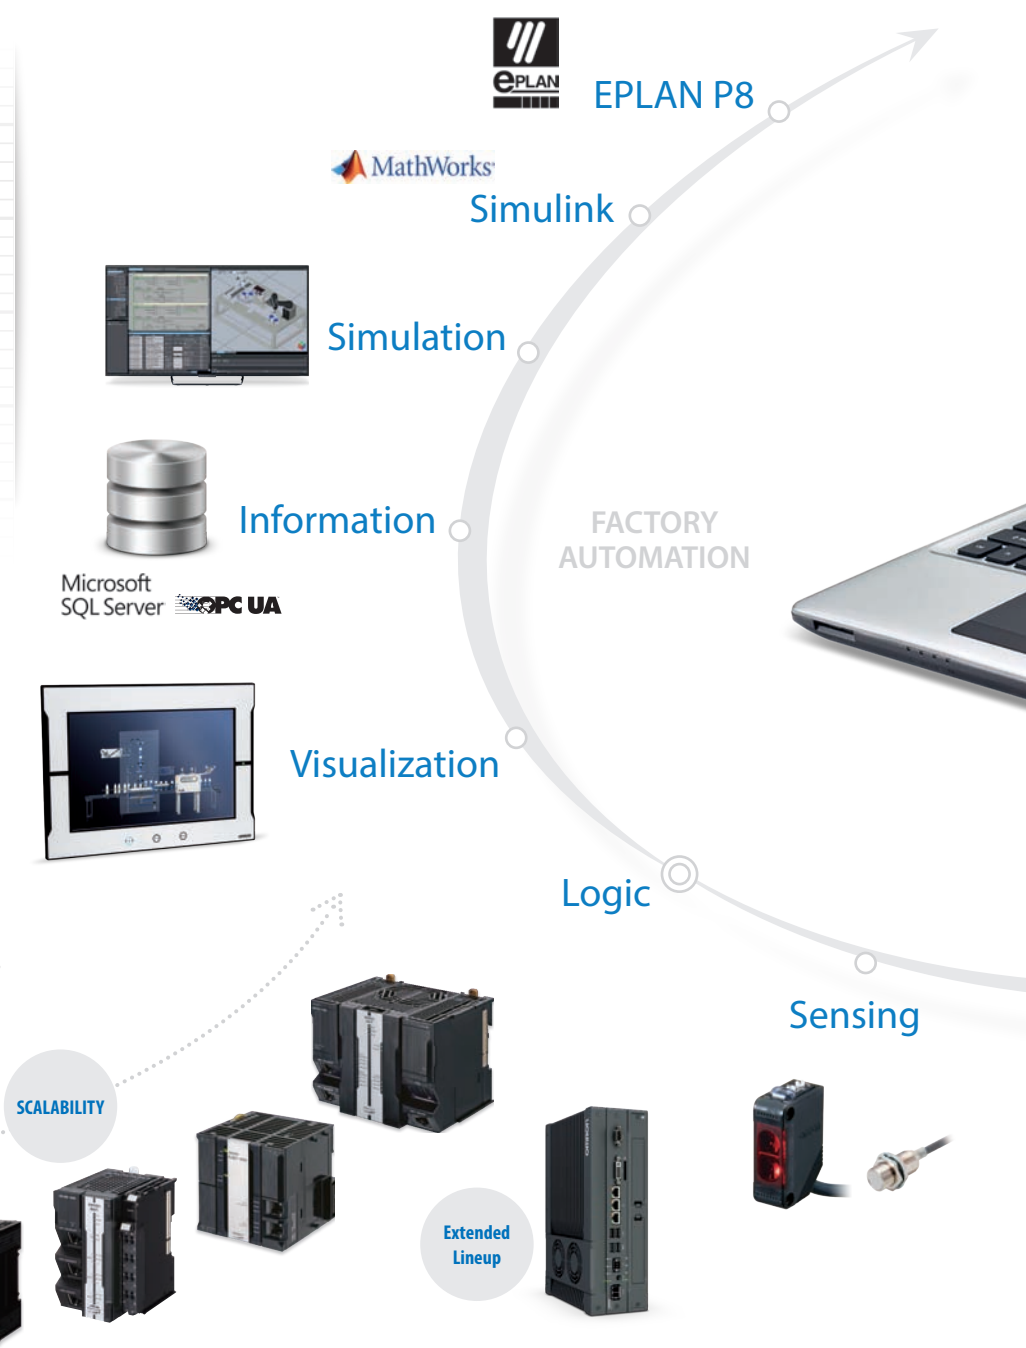 ePLAN
EPLAN P8
MathWorks
Simulink
Simulation
Information
FACTORY
AUTOMATION
Microsoft
SQL Server
OPC UA
Visualization
Logic
Sensing
SCALABILITY
Extended
Lineup